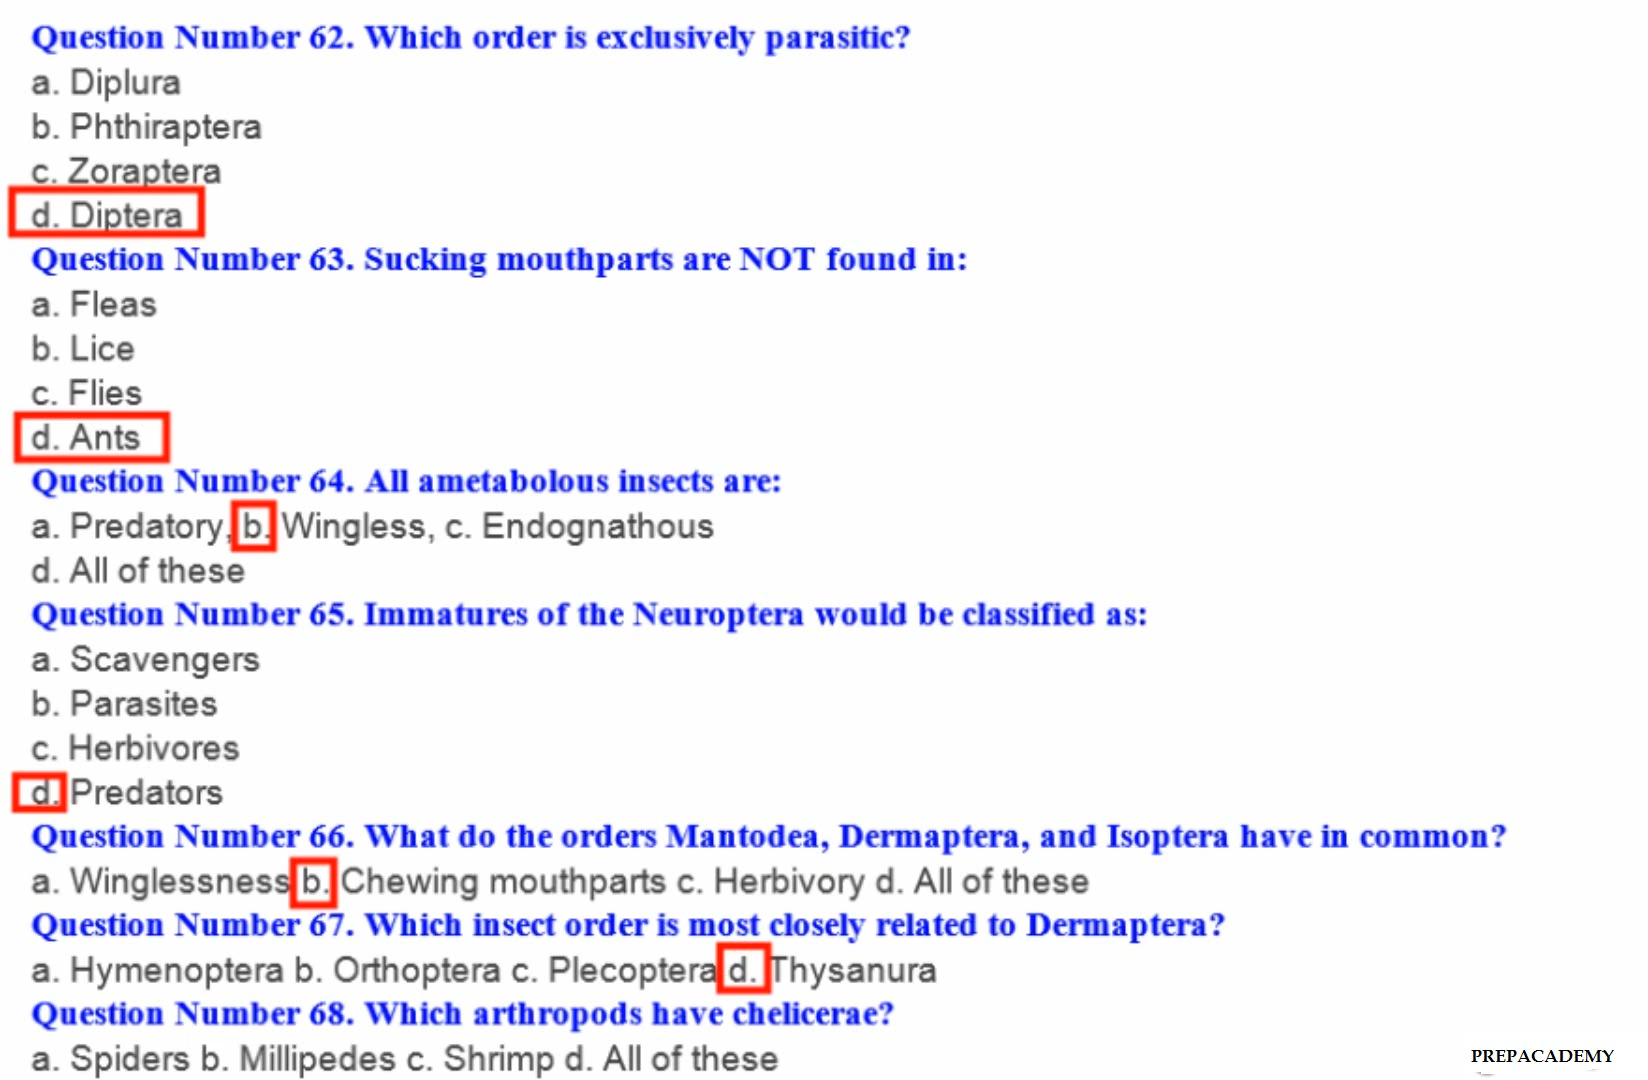 Question Number 62. Which order is exclusively parasitic?
a. Diplura
b. Phthiraptera
c. Zoraptera
d. Diptera
Question Number 63. Sucking mouthparts are NOT found in:
a. Fleas
b. Lice
c. Flies
d. Ants
Question Number 64. All ametabolous insects are:
a. Predatory, b. Wingless, c. Endognathous
d. All of these
Question Number 65. Immatures of the Neuroptera would be classified as:
a. Scavengers
b. Parasites
c. Herbivores
d. Predators
Question Number 66. What do the orders Mantodea, Dermaptera, and Isoptera have in common?
a. Winglessness b. Chewing mouthparts c. Herbivory d. All of these
Question Number 67. Which insect order is most closely related to Dermaptera?
a. Hymenoptera b. Orthoptera c. Plecoptera d. Thysanura
Question Number 68. Which arthropods have chelicerae?
a. Spiders b. Millipedes c. Shrimp d. All of these
PREPACADEMY